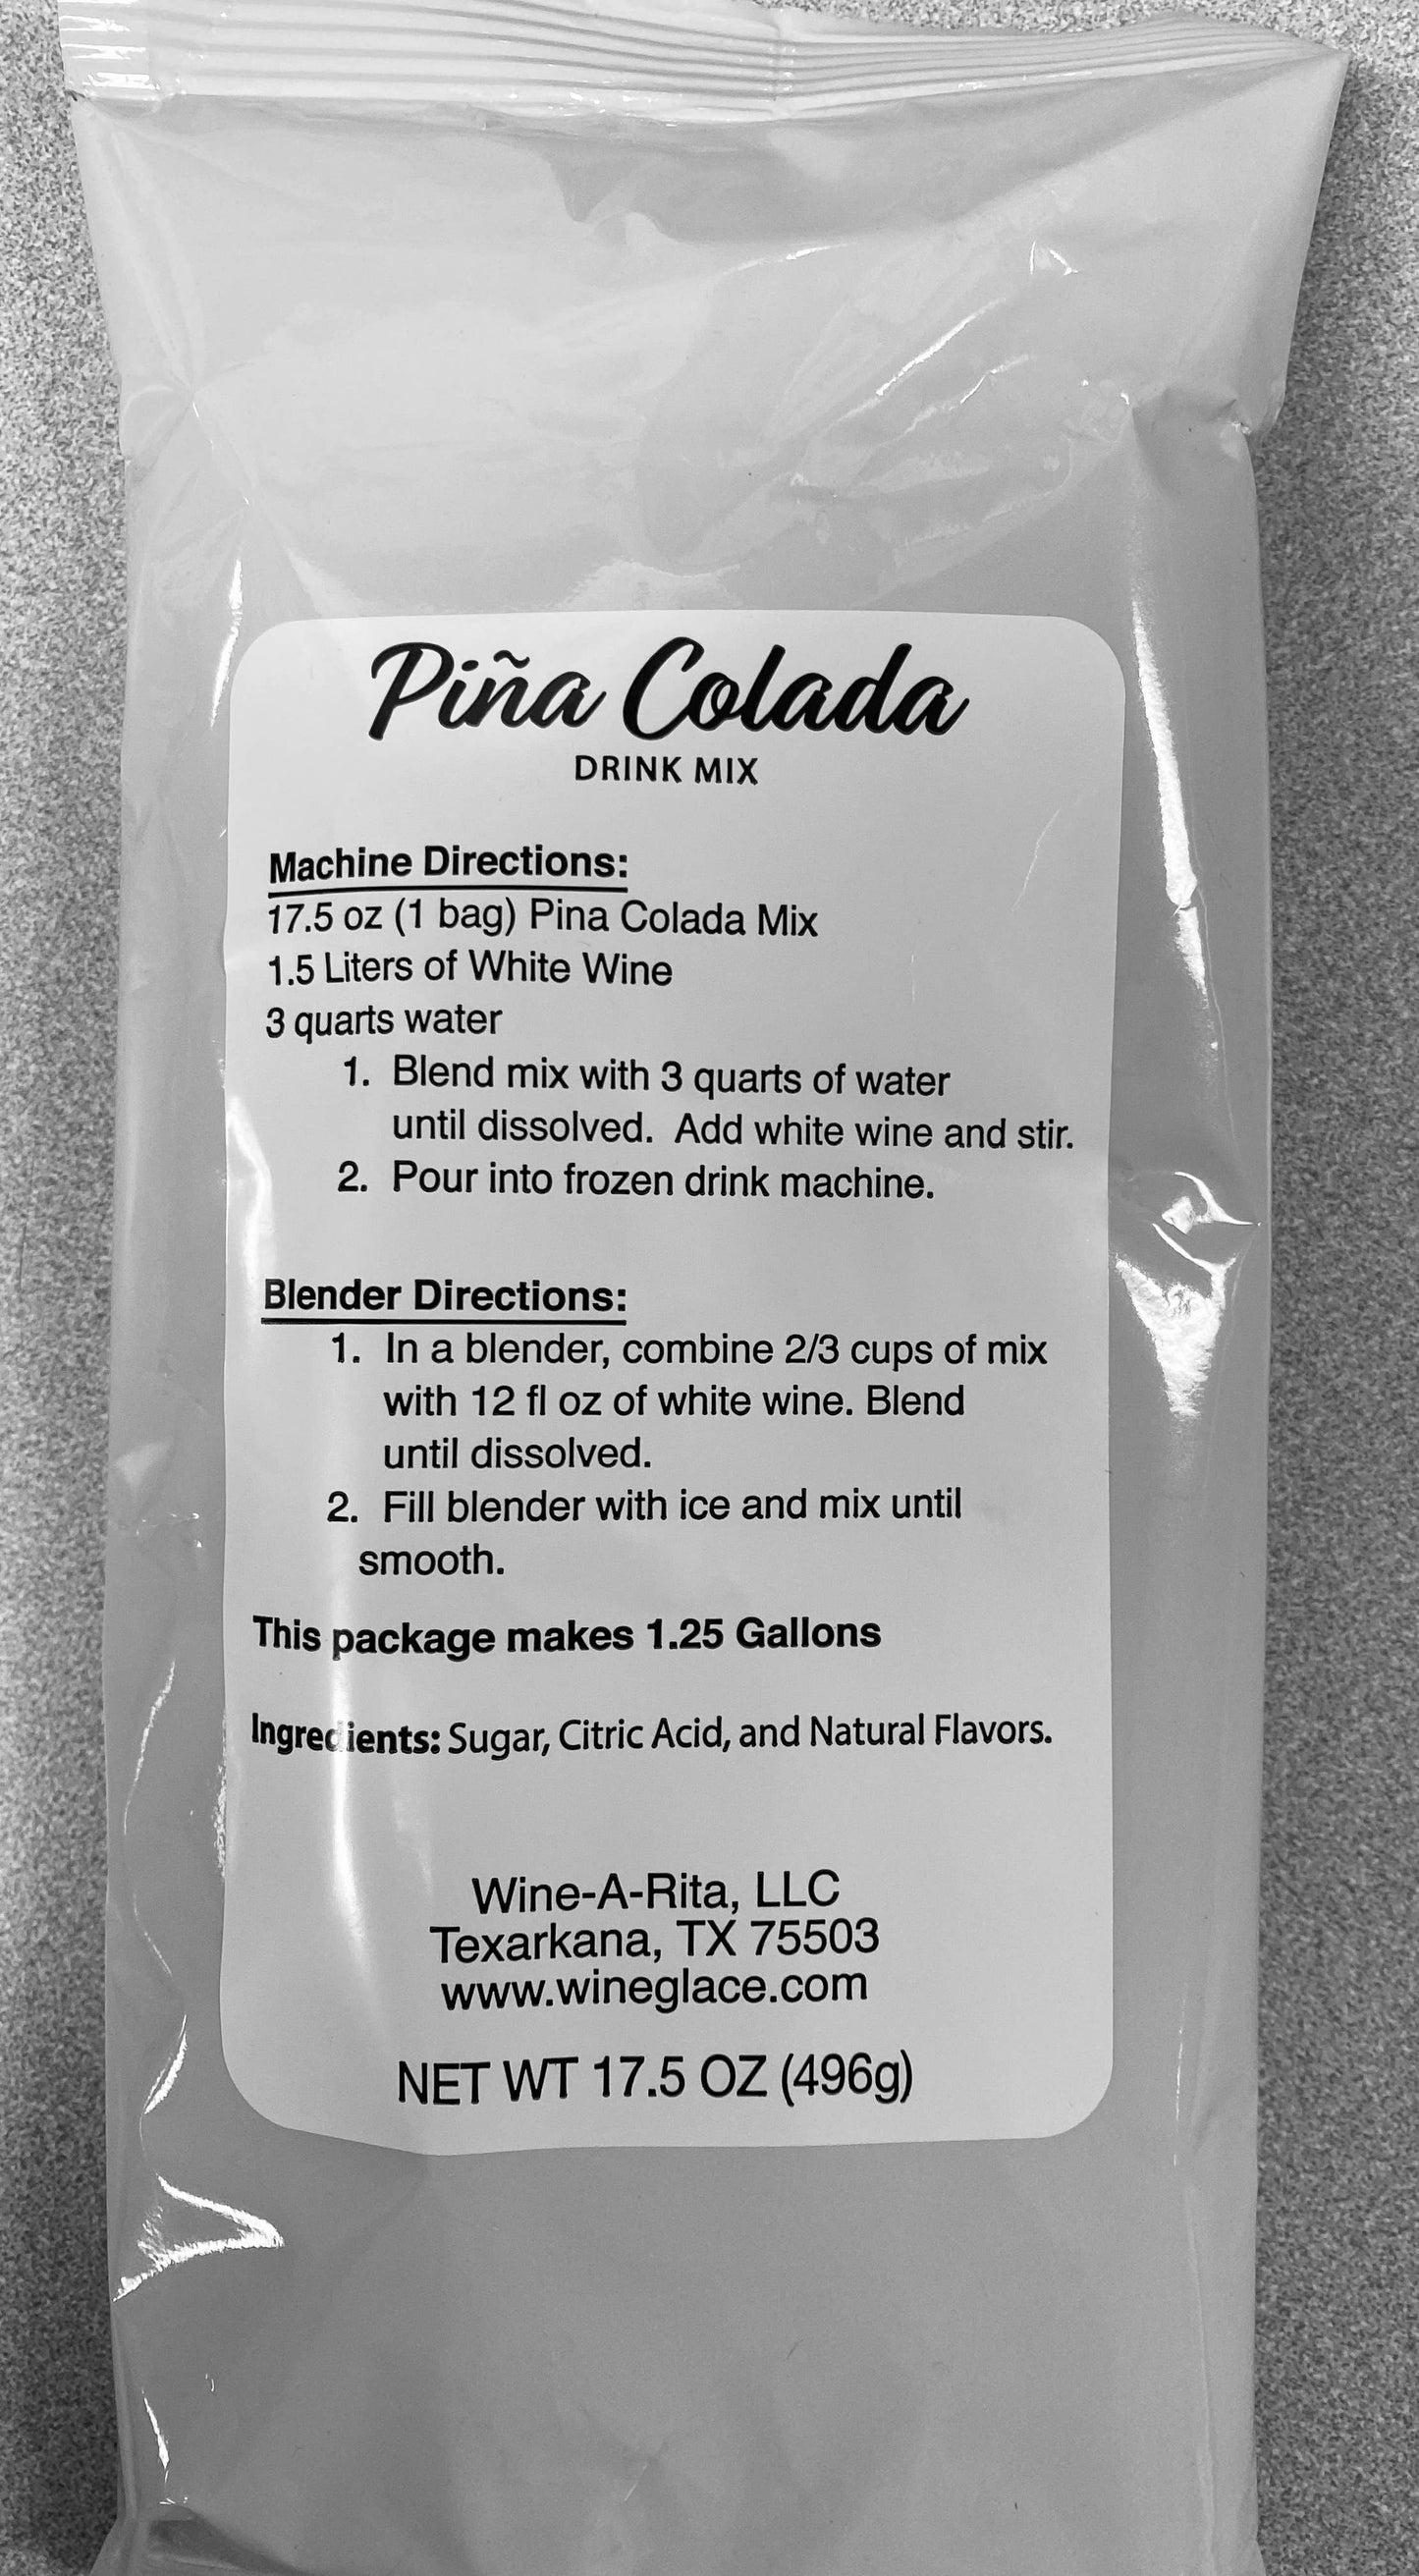 Piña Colada
DRINK MIX
Machine Directions:
17.5 oz (1 bag) Pina Colada Mix
1.5 Liters of White Wine
3 quarts water
1. Blend mix with 3 quarts of water
until dissolved. Add white wine and stir.
2. Pour into frozen drink machine.
Blender Directions:
1. In a blender, combine 2/3 cups of mix
with 12 fl oz of white wine. Blend
until dissolved.
2. Fill blender with ice and mix until
smooth.
This package makes 1.25 Gallons
Ingredients: Sugar, Citric Acid, and Natural Flavors.
Wine-A-Rita, LLC
Texarkana, TX 75503
www.wineglace.com
NET WT 17.5 OZ (496g)